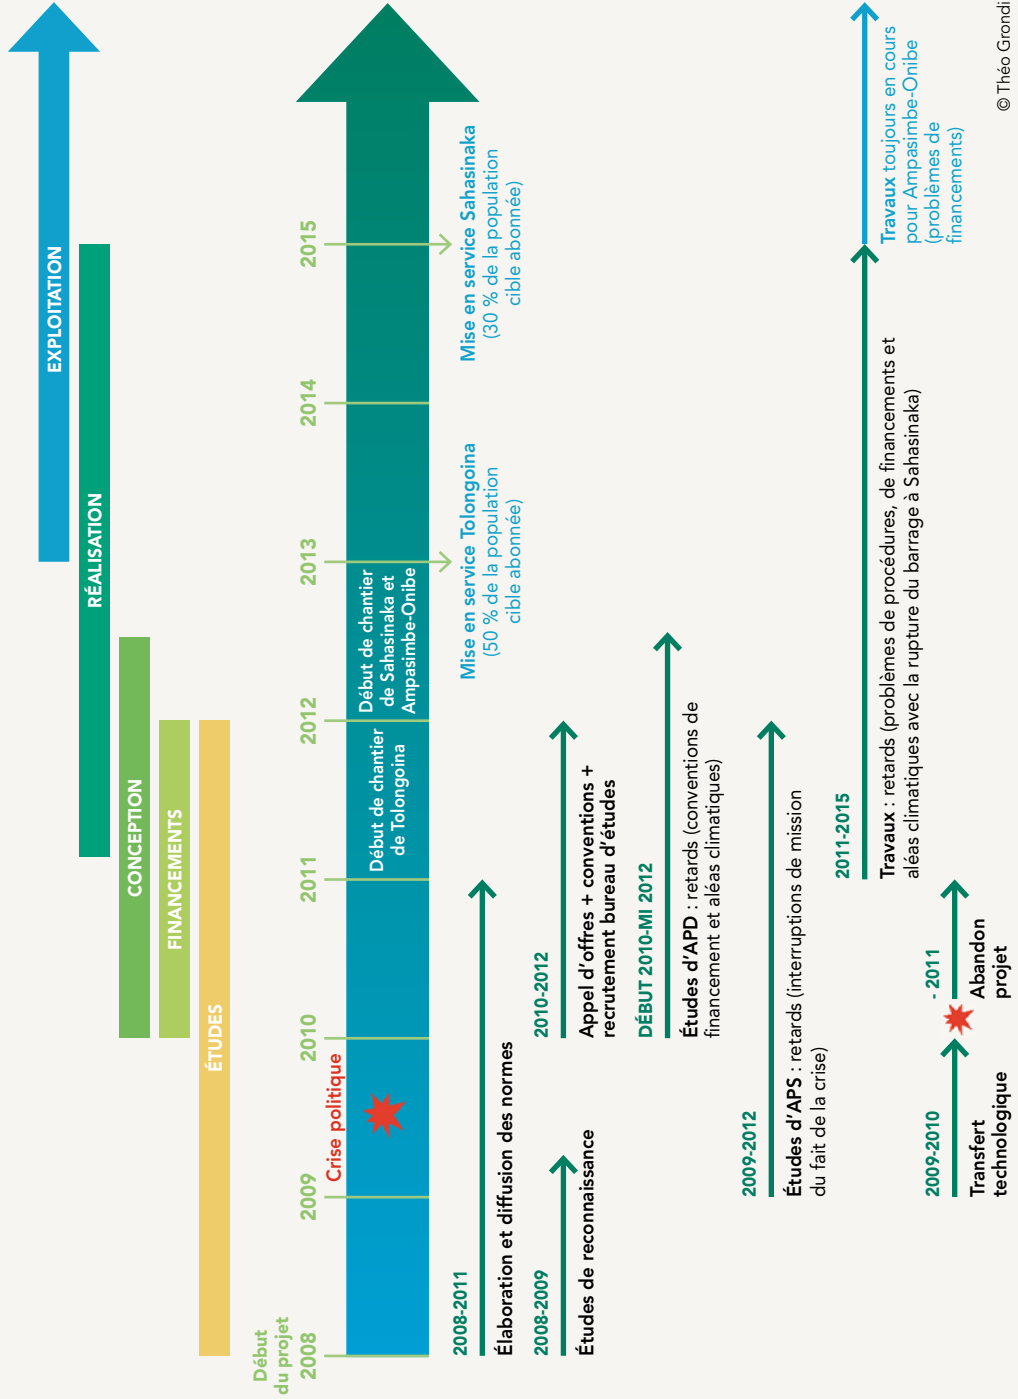 EXPLOITATION
RÉALISATION
CONCEPTION
FINANCEMENTS
ÉTUDES
Début
du projet
2008
2009
2010
2011
2012
2013
2014
2015
Crise politique
Début de chantier
de Tolongoina
Début de chantier
de Sahasinaka et
Ampasimbe-Onibe
Mise en service Tolongoina
(50 % de la population
cible abonnée)
Mise en service Sahasinaka
(30 % de la population
cible abonnée)
2008-2011
Élaboration et diffusion des normes
2008-2009
Études de reconnaissance
2010-2012
Appel d'offres + conventions +
recrutement bureau d'études
DÉBUT 2010-MI 2012
Études d'APD : retards (conventions de
financement et aléas climatiques)
2009-2012
Études d'APS : retards (interruptions de mission
du fait de la crise)
2011-2015
Travaux : retards (problèmes de procédures, de financements et
aléas climatiques avec la rupture du barrage à Sahasinaka)
Travaux toujours en cours
pour Ampasimbe-Onibe
(problèmes de
financements)
2009-2010
Transfert
technologique
- 2011
Abandon
projet
© Théo Grondi